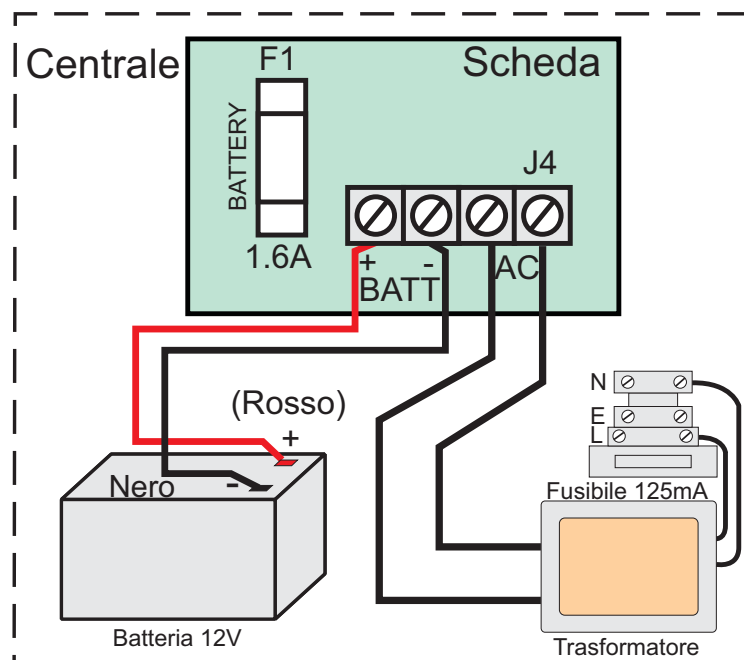 Centrale
Scheda
F1
BATTERY
1.6A
J4
+ -
BATT
AC
(Rosso)
+
Nero -
Batteria 12V
N
E
L
Fusibile 125mA
Trasformatore